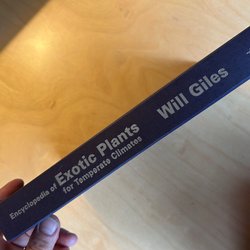 Encyclopedia of Exotic Plants
for Temperate Climates
Will Giles